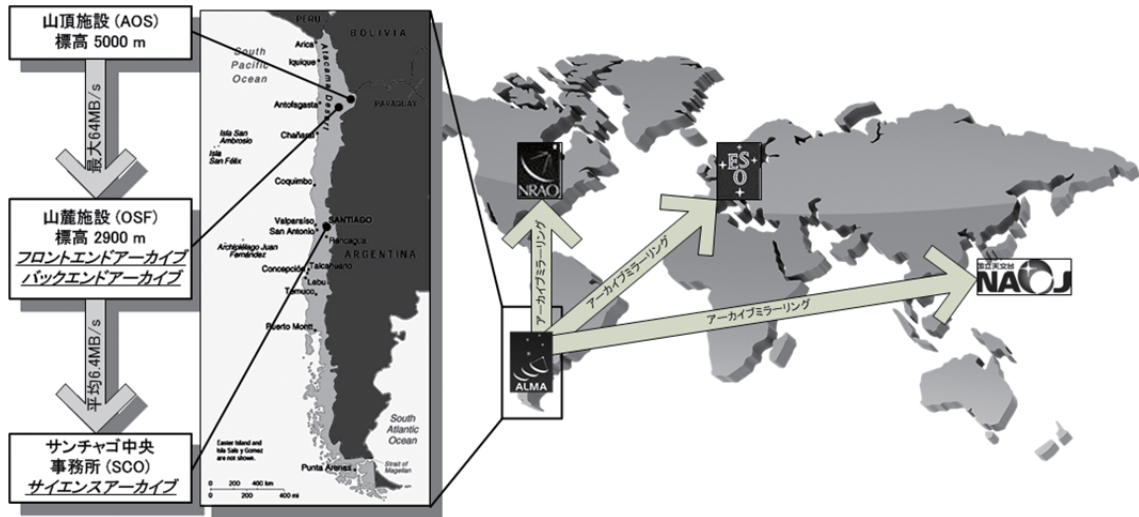 山頂施設 (AOS)
標高 5000 m
最大64MB/s
山麓施設 (OSF)
標高 2900 m
フロントエンドアーカイブ
バックエンドアーカイブ
平均6.4MB/s
サンチャゴ中央
事務所 (SCO)
サイエンスアーカイブ
PERU
BOLIVIA
Arica
South
Pacific
Ocean
Iquique
Atacama Desert
PARAGUAY
Antofagasta
Isla San
Ambrosio
Chañaral
Isla
San Félix
Coquimbo
Valparaíso
SANTIAGO
San Antonio
Rancagua
Archipiélago Juan
Fernández
ARGENTINA
Talcahuano
Concepción
Lebu
Temuco
Puerto Montt
South
Atlantic
Ocean
Easter Island and
Isla Sala y Gomez
are not shown.
Strait of
Magellan
Punta Arenas
0 200 400 km
0 200 400 mi
NRAO
ESO
国立天文台
NAOJ
アーカイブミラーリング
アーカイブミラーリング
アーカイブミラーリング
ALMA